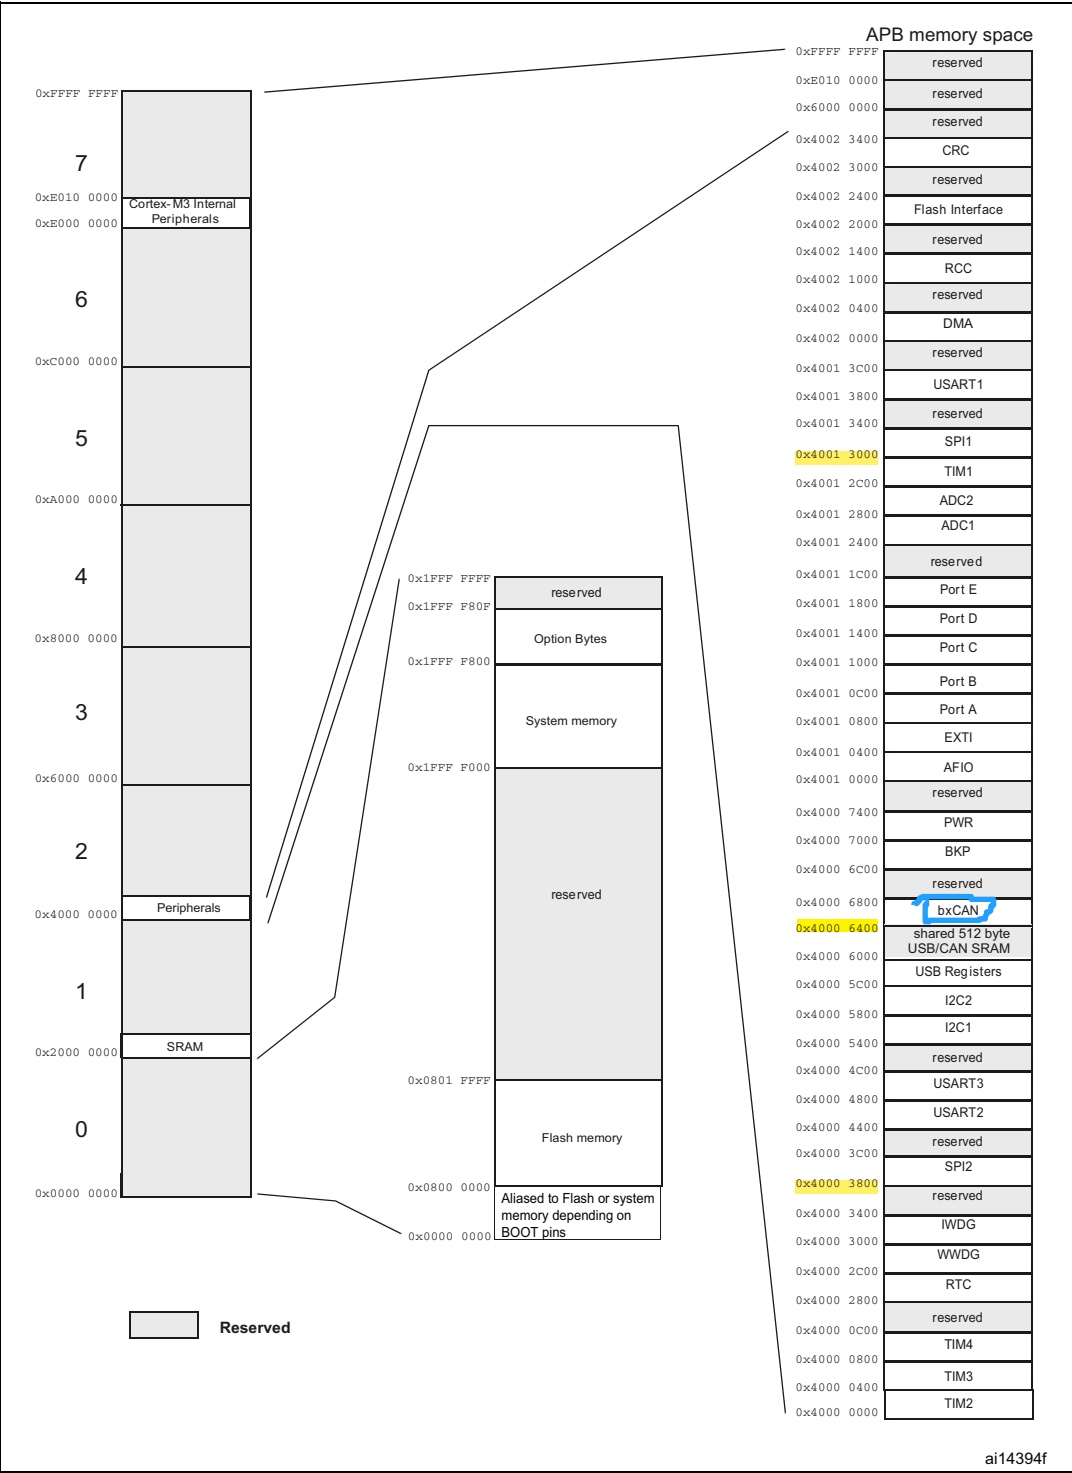 APB memory space
0xFFFF FFFF
reserved
0xE010 0000
reserved
0x6000 0000
reserved
0x4002 3400
CRC
0x4002 3000
reserved
0x4002 2400
Flash Interface
0x4002 2000
reserved
0x4002 1400
RCC
0x4002 1000
reserved
0x4002 0400
DMA
0x4002 0000
reserved
0x4001 3C00
USART1
0x4001 3800
reserved
0x4001 3400
SPI1
0x4001 3000
TIM1
0x4001 2C00
ADC2
0x4001 2800
ADC1
0x4001 2400
reserved
0x4001 1C00
Port E
0x4001 1800
Port D
0x4001 1400
Port C
0x4001 1000
Port B
0x4001 0C00
Port A
0x4001 0800
EXTI
0x4001 0400
AFIO
0x4001 0000
reserved
0x4000 7400
PWR
0x4000 7000
BKP
0x4000 6C00
reserved
0x4000 6800
bxCAN
0x4000 6400
shared 512 byte
USB/CAN SRAM
0x4000 6000
USB Registers
0x4000 5C00
I2C2
0x4000 5800
I2C1
0x4000 5400
reserved
0x4000 4C00
USART3
0x4000 4800
USART2
0x4000 4400
reserved
0x4000 3C00
SPI2
0x4000 3800
reserved
0x4000 3400
IWDG
0x4000 3000
WWDG
0x4000 2C00
RTC
0x4000 2800
reserved
0x4000 0C00
TIM4
0x4000 0800
TIM3
0x4000 0400
TIM2
0x4000 0000
0xFFFF FFFF
7
0xE010 0000
Cortex-M3 Internal
Peripherals
0xE000 0000
6
0xC000 0000
5
0xA000 0000
4
0x8000 0000
3
0x6000 0000
2
Peripherals
0x4000 0000
1
SRAM
0x2000 0000
0
0x0000 0000
0x1FFF FFFF
reserved
0x1FFF F80F
Option Bytes
0x1FFF F800
System memory
0x1FFF F000
reserved
0x0801 FFFF
Flash memory
0x0800 0000
Aliased to Flash or system
memory depending on
BOOT pins
0x0000 0000
Reserved
ai14394f